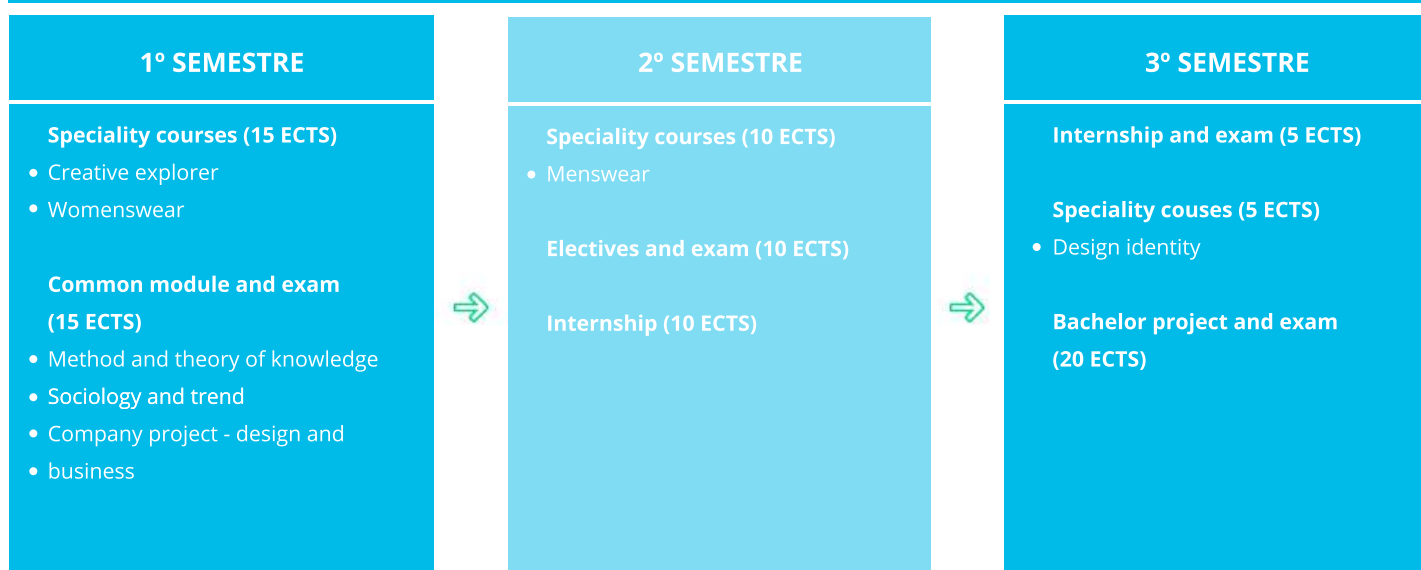 1º SEMESTRE
Speciality courses (15 ECTS)
Creative explorer
Womenswear
Common module and exam
(15 ECTS)
Method and theory of knowledge
Sociology and trend
Company project - design and
business
2º SEMESTRE
Speciality courses (10 ECTS)
Menswear
Electives and exam (10 ECTS)
Internship (10 ECTS)
3º SEMESTRE
Internship and exam (5 ECTS)
Speciality couses (5 ECTS)
Design identity
Bachelor project and exam
(20 ECTS)